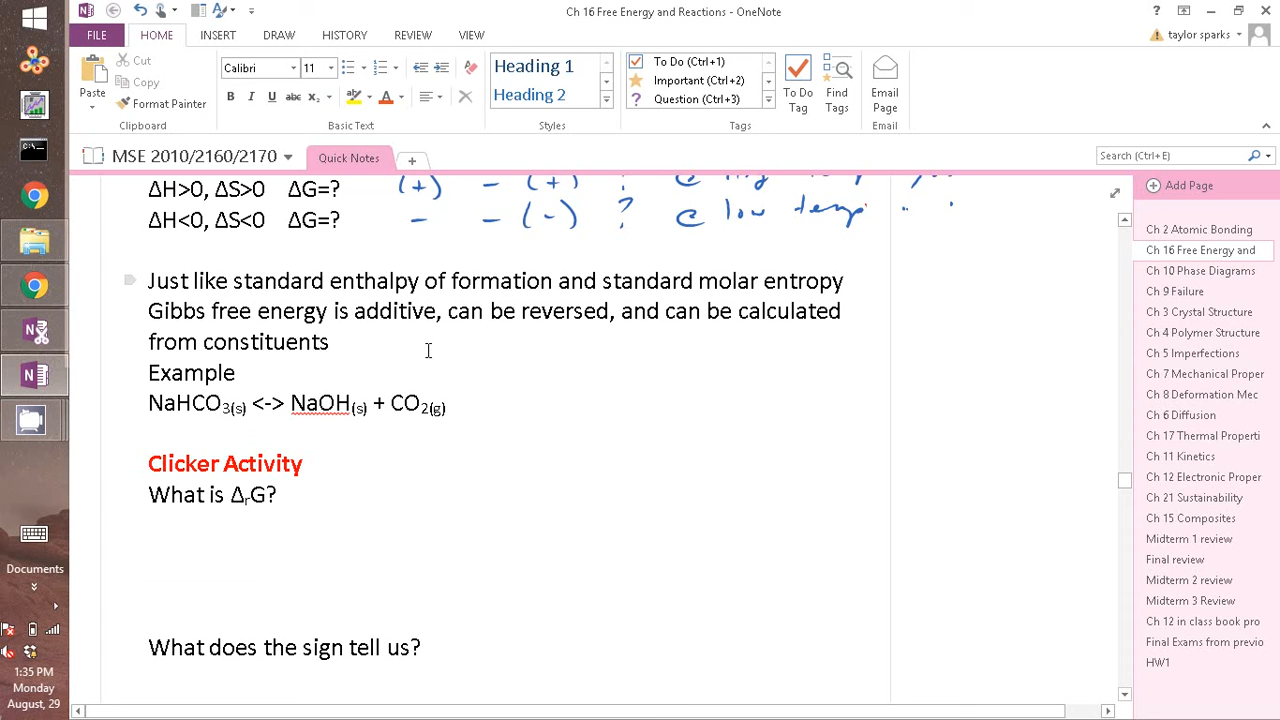 Ch 16 Free Energy and Reactions - OneNote
?
FILE HOME INSERT DRAW HISTORY REVIEW VIEW
taylor sparks
Paste
Cut
Copy
Format Painter
Clipboard
Calibri 11
B I U abc x₂ A
Basic Text
Heading 1
Heading 2
Styles
To Do (Ctrl+1)
Important (Ctrl+2)
? Question (Ctrl+3)
To Do Tag
Find Tags
Tags
Email Page
Email
MSE 2010/2160/2170
Quick Notes
+
Search (Ctrl+E)
ΔH>0, ΔS>0 ΔG=? (+) - (+) ?
ΔH<0, ΔS<0 ΔG=? - - (-) ? @ low temp " "
Just like standard enthalpy of formation and standard molar entropy
Gibbs free energy is additive, can be reversed, and can be calculated
from constituents
Example
NaHCO₃(s) <-> NaOH(s) + CO₂(g)
Clicker Activity
What is ΔᵣG?
What does the sign tell us?
Add Page
Ch 2 Atomic Bonding
Ch 16 Free Energy and
Ch 10 Phase Diagrams
Ch 9 Failure
Ch 3 Crystal Structure
Ch 4 Polymer Structure
Ch 5 Imperfections
Ch 7 Mechanical Proper
Ch 8 Deformation Mec
Ch 6 Diffusion
Ch 17 Thermal Properti
Ch 11 Kinetics
Ch 12 Electronic Proper
Ch 21 Sustainability
Ch 15 Composites
Midterm 1 review
Final review
Midterm 2 review
Midterm 3 Review
Ch 12 in class book pro
Final Exams from previo
HW1
Documents
1:35 PM
Monday
August, 29